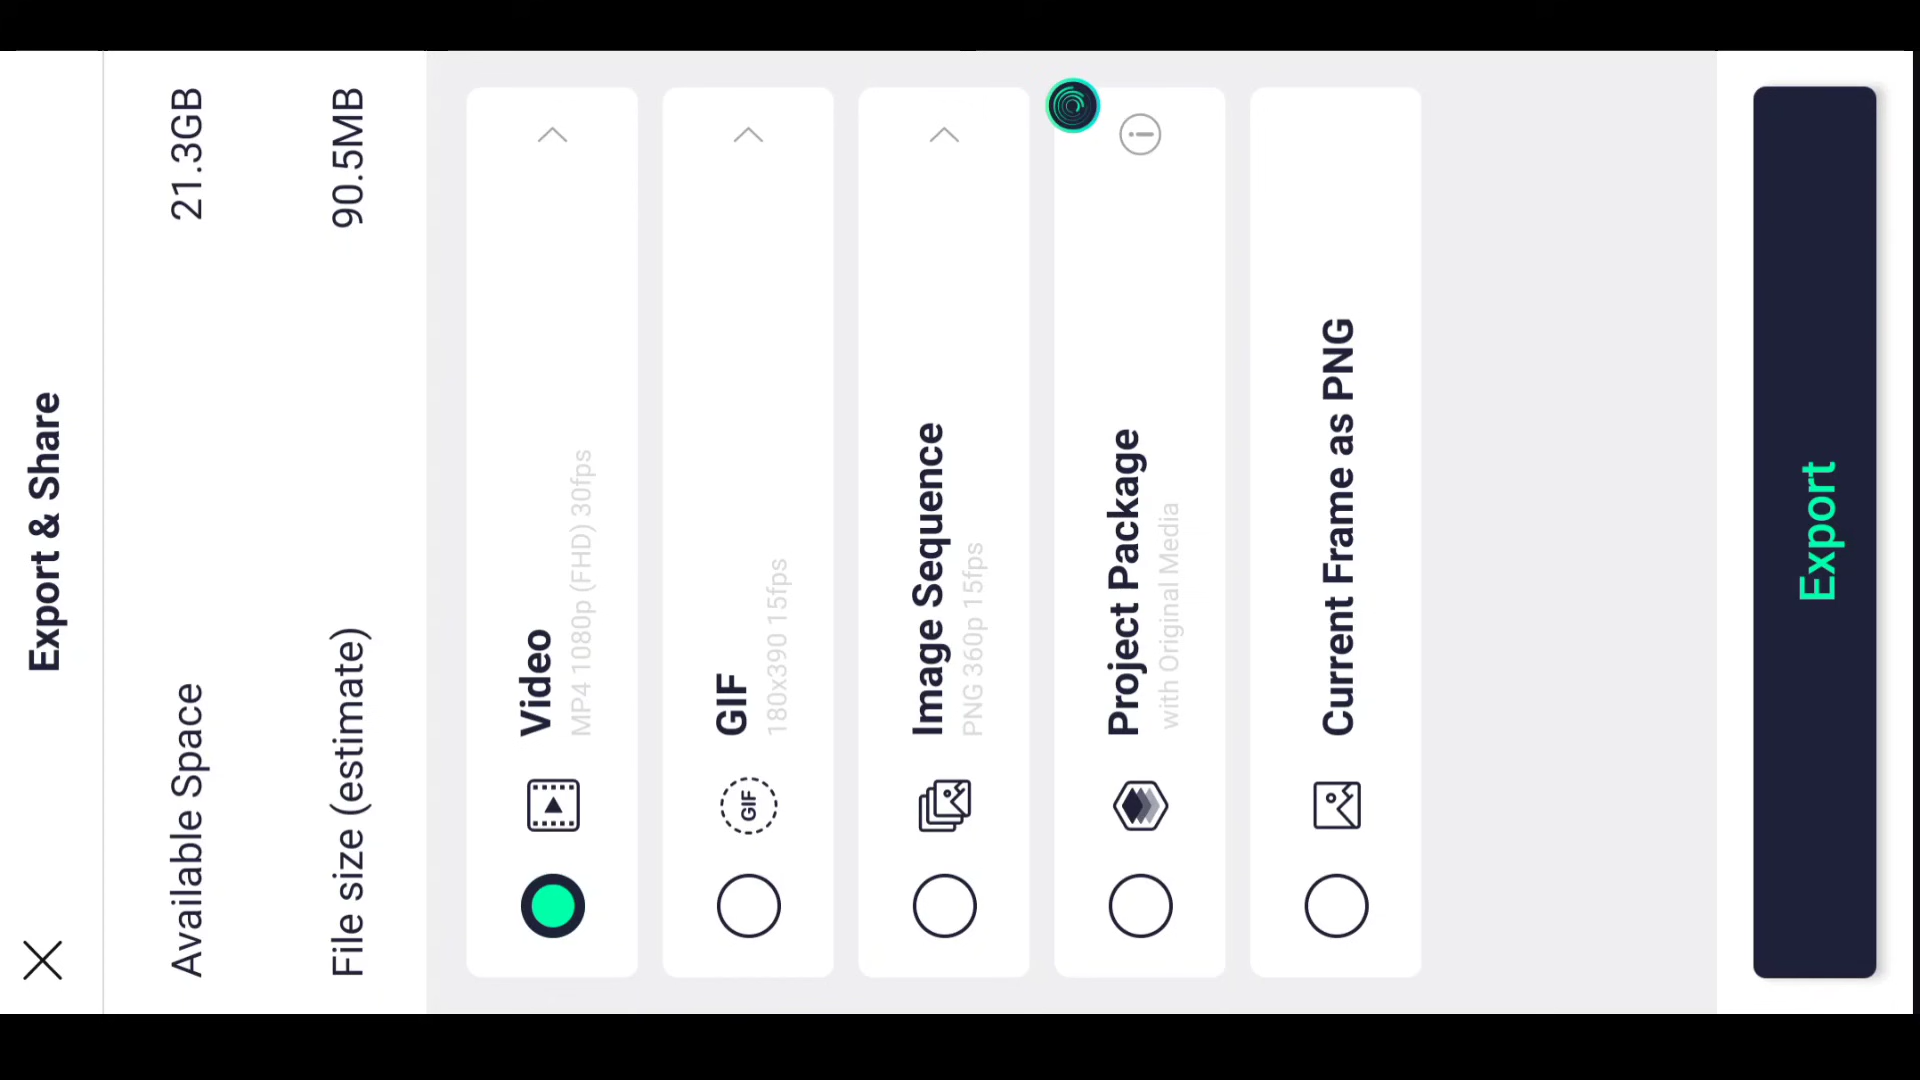 Export & Share
Available Space 21.3GB
File size (estimate) 90.5MB
Video
MP4 1080p (FHD) 30fps
GIF
GIF
180x390 15fps
Image Sequence
PNG 360p 15fps
Project Package
with Original Media
Current Frame as PNG
Export